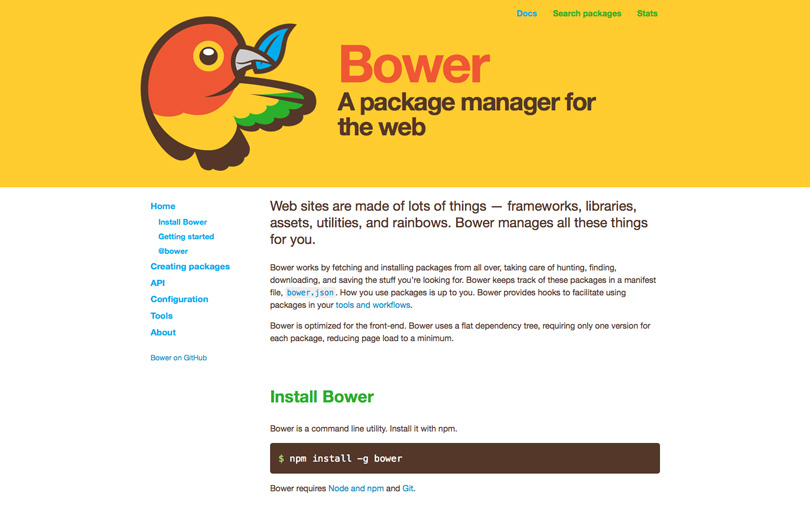 Docs Search packages Stats
Bower
A package manager for
the web
Home
Install Bower
Getting started
@bower
Creating packages
API
Configuration
Tools
About
Bower on GitHub
Web sites are made of lots of things — frameworks, libraries,
assets, utilities, and rainbows. Bower manages all these things
for you.
Bower works by fetching and installing packages from all over, taking care of hunting, finding,
downloading, and saving the stuff you're looking for. Bower keeps track of these packages in a manifest
file, bower.json. How you use packages is up to you. Bower provides hooks to facilitate using
packages in your tools and workflows.
Bower is optimized for the front-end. Bower uses a flat dependency tree, requiring only one version for
each package, reducing page load to a minimum.
Install Bower
Bower is a command line utility. Install it with npm.
$ npm install -g bower
Bower requires Node and npm and Git.